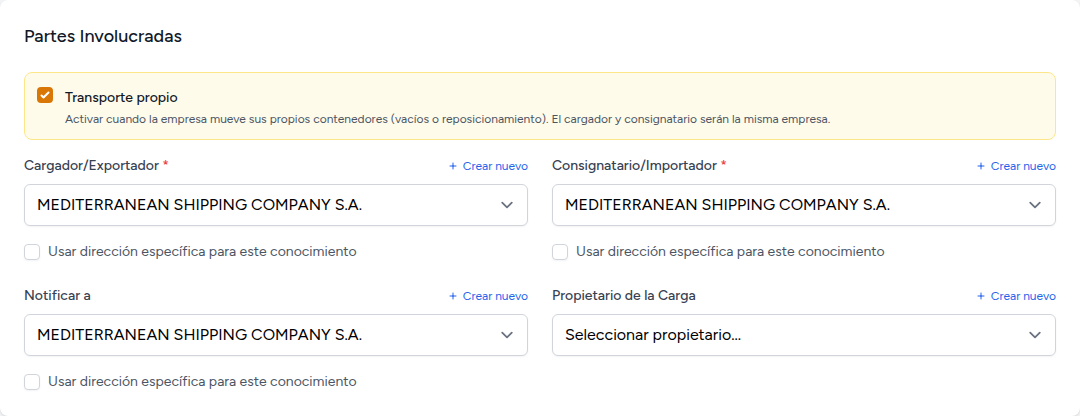 Partes Involucradas
Transporte propio
Activar cuando la empresa mueve sus propios contenedores (vacíos o reposicionamiento). El cargador y consignatario serán la misma empresa.
Cargador/Exportador * + Crear nuevo
Consignatario/Importador * + Crear nuevo
MEDITERRANEAN SHIPPING COMPANY S.A.
MEDITERRANEAN SHIPPING COMPANY S.A.
Usar dirección específica para este conocimiento
Usar dirección específica para este conocimiento
Notificar a + Crear nuevo
Propietario de la Carga + Crear nuevo
MEDITERRANEAN SHIPPING COMPANY S.A.
Seleccionar propietario...
Usar dirección específica para este conocimiento